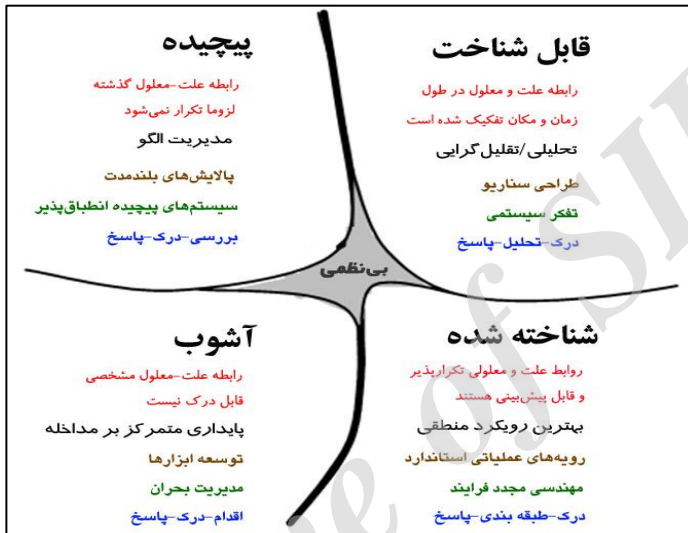 قابل شناخت
رابطه علت و معلول در طول
زمان و مکان تفکیک شده است
تحلیلی/تقلیل‌گرایی
طراحی سناریو
تفکر سیستمی
درک-تحلیل-پاسخ
پیچیده
رابطه علت-معلول گذشته
لزوما تکرار نمی‌شود
مدیریت الگو
پالایش‌های بلندمدت
سیستم‌های پیچیده انطباق‌پذیر
بررسی-درک-پاسخ
بی‌نظمی
شناخته شده
روابط علت و معلولی تکرارپذیر
و قابل پیش‌بینی هستند
بهترین رویکرد منطقی
رویه‌های عملیاتی استاندارد
مهندسی مجدد فرایند
درک-طبقه بندی-پاسخ
آشوب
رابطه علت-معلول مشخصی
قابل درک نیست
پایداری متمرکز بر مداخله
توسعه ابزارها
مدیریت بحران
اقدام-درک-پاسخ
of SI